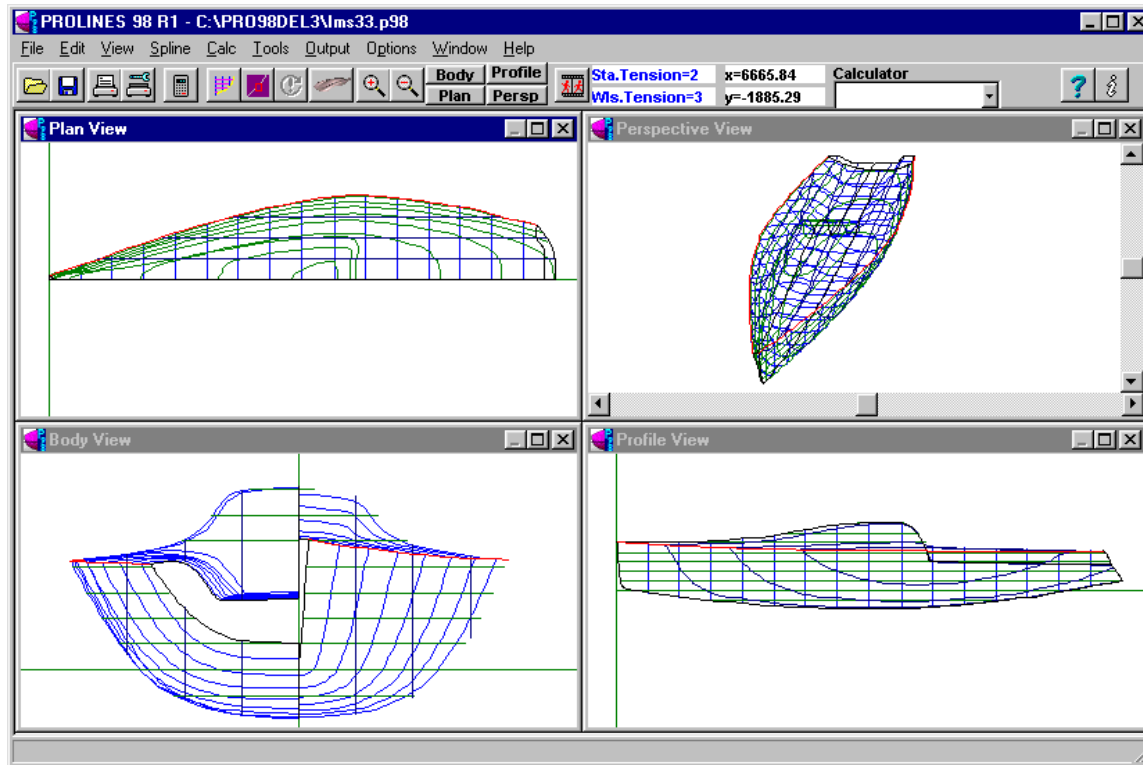 PROLINES 98 R1 - C:\PRO98DEL3\Ims33.p98
File Edit View Spline Calc Tools Output Options Window Help
Body Profile Sta.Tension=2 x=6665.84 Calculator
Plan Persp Wls.Tension=3 y=-1885.29
Plan View
Perspective View
Body View
Profile View